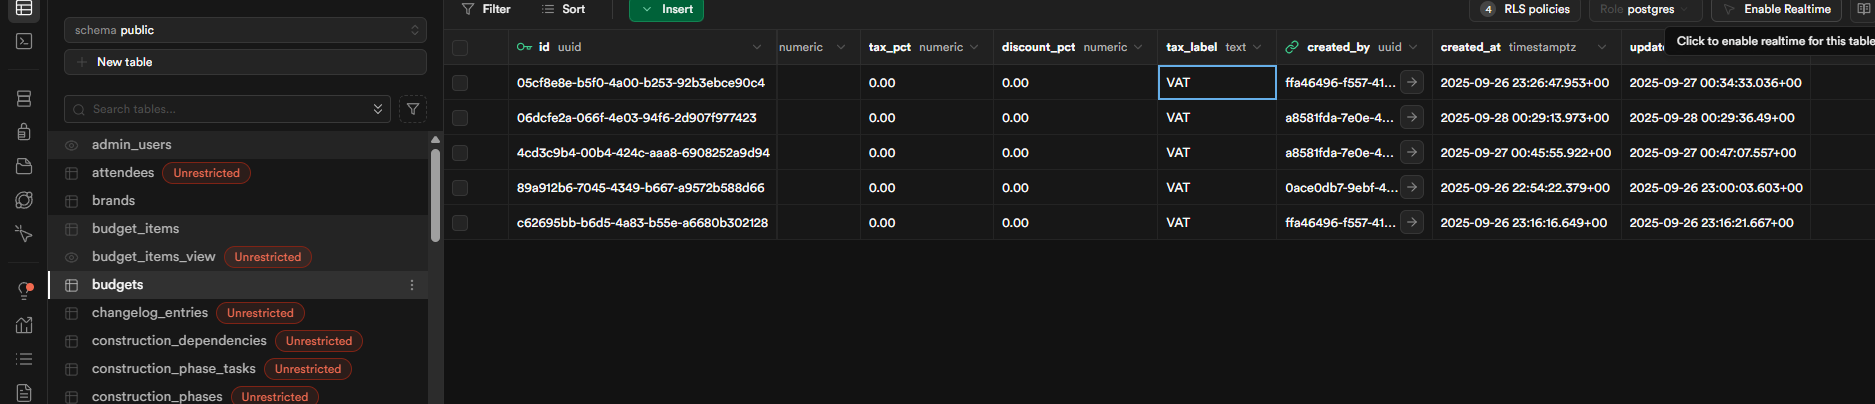 Filter Sort Insert 4 RLS policies Role postgres Enable Realtime
schema public
New table
Search tables...
admin_users
attendees Unrestricted
brands
budget_items
budget_items_view Unrestricted
budgets
changelog_entries Unrestricted
construction_dependencies Unrestricted
construction_phase_tasks Unrestricted
construction_phases Unrestricted
id uuid numeric tax_pct numeric discount_pct numeric tax_label text created_by uuid created_at timestamptz update
Click to enable realtime for this table
05cf8e8e-b5f0-4a00-b253-92b3ebce90c4 0.00 0.00 VAT ffa46496-f557-41... 2025-09-26 23:26:47.953+00 2025-09-27 00:34:33.036+00
06dcfe2a-066f-4e03-94f6-2d907f977423 0.00 0.00 VAT a8581fda-7e0e-4... 2025-09-28 00:29:13.973+00 2025-09-28 00:29:36.49+00
4cd3c9b4-00b4-424c-aaa8-6908252a9d94 0.00 0.00 VAT a8581fda-7e0e-4... 2025-09-27 00:45:55.922+00 2025-09-27 00:47:07.557+00
89a912b6-7045-4349-b667-a9572b588d66 0.00 0.00 VAT 0ace0db7-9ebf-4... 2025-09-26 22:54:22.379+00 2025-09-26 23:00:03.603+00
c62695bb-b6d5-4a83-b55e-a6680b302128 0.00 0.00 VAT ffa46496-f557-41... 2025-09-26 23:16:16.649+00 2025-09-26 23:16:21.667+00